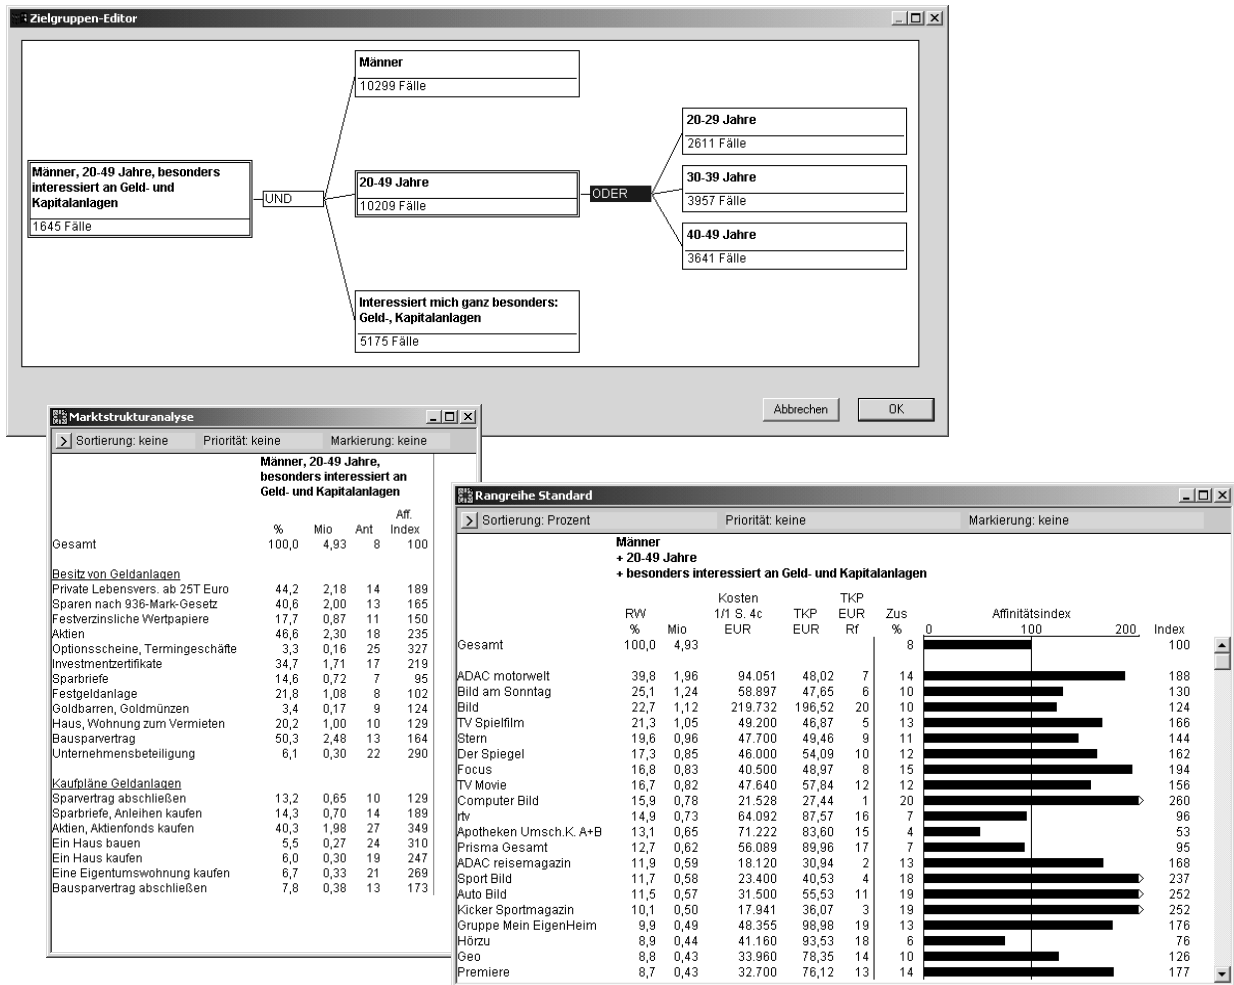 Zielgruppen-Editor
Männer
10299 Fälle
20-29 Jahre
2611 Fälle
Männer, 20-49 Jahre, besonders
interessiert an Geld- und
Kapitalanlagen
1645 Fälle
UND
20-49 Jahre
10209 Fälle
ODER
30-39 Jahre
3957 Fälle
40-49 Jahre
3641 Fälle
Interessiert mich ganz besonders:
Geld-, Kapitalanlagen
5175 Fälle
Abbrechen
OK
Marktstrukturanalyse
Sortierung: keine Priorität: keine Markierung: keine
Männer, 20-49 Jahre,
besonders interessiert an
Geld- und Kapitalanlagen
Aff.
% Mio Ant Index
Gesamt 100,0 4,93 8 100
Besitz von Geldanlagen
Private Lebensvers. ab 25T Euro 44,2 2,18 14 189
Sparen nach 936-Mark-Gesetz 40,6 2,00 13 165
Festverzinsliche Wertpapiere 17,7 0,87 11 150
Aktien 46,6 2,30 18 235
Optionsscheine, Termingeschäfte 3,3 0,16 25 327
Investmentzertifikate 34,7 1,71 17 219
Sparbriefe 14,6 0,72 7 95
Festgeldanlage 21,8 1,08 8 102
Goldbarren, Goldmünzen 3,4 0,17 9 124
Haus, Wohnung zum Vermieten 20,2 1,00 10 129
Bausparvertrag 50,3 2,48 13 164
Unternehmensbeteiligung 6,1 0,30 22 290
Kaufpläne Geldanlagen
Sparvertrag abschließen 13,2 0,65 10 129
Sparbriefe, Anleihen kaufen 14,3 0,70 14 189
Aktien, Aktienfonds kaufen 40,3 1,98 27 349
Ein Haus bauen 5,5 0,27 24 310
Ein Haus kaufen 6,0 0,30 19 247
Eine Eigentumswohnung kaufen 6,7 0,33 21 269
Bausparvertrag abschließen 7,8 0,38 13 173
Rangreihe Standard
Sortierung: Prozent Priorität: keine Markierung: keine
Männer
+ 20-49 Jahre
+ besonders interessiert an Geld- und Kapitalanlagen
Kosten TKP
RW 1/1 S. 4c TKP EUR Zus Affinitätsindex
% Mio EUR EUR Rf % 0 100 200 Index
Gesamt 100,0 4,93 8 100
ADAC motorwelt 39,8 1,96 94.051 48,02 7 14 188
Bild am Sonntag 25,1 1,24 58.897 47,65 6 10 130
Bild 22,7 1,12 219.732 196,52 20 10 124
TV Spielfilm 21,3 1,05 49.200 46,87 5 13 166
Stern 19,6 0,96 47.700 49,46 9 11 144
Der Spiegel 17,3 0,85 46.000 54,09 10 12 162
Focus 16,8 0,83 40.500 48,97 8 15 194
TV Movie 16,7 0,82 47.640 57,84 12 12 156
Computer Bild 15,9 0,78 21.528 27,44 1 20 260
rtv 14,9 0,73 64.092 87,57 16 7 96
Apotheken Umsch.K. A+B 13,1 0,65 71.222 83,60 15 4 53
Prisma Gesamt 12,7 0,62 56.089 89,96 17 7 95
ADAC reisemagazin 11,9 0,59 18.120 30,94 2 13 168
Sport Bild 11,7 0,58 23.400 40,53 4 18 237
Auto Bild 11,5 0,57 31.500 55,53 11 19 252
Kicker Sportmagazin 10,1 0,50 17.941 36,07 3 19 252
Gruppe Mein EigenHeim 9,9 0,49 48.355 98,98 19 13 176
Hörzu 8,9 0,44 41.160 93,53 18 6 76
Geo 8,8 0,43 33.960 78,35 14 10 126
Premiere 8,7 0,43 32.700 76,12 13 14 177